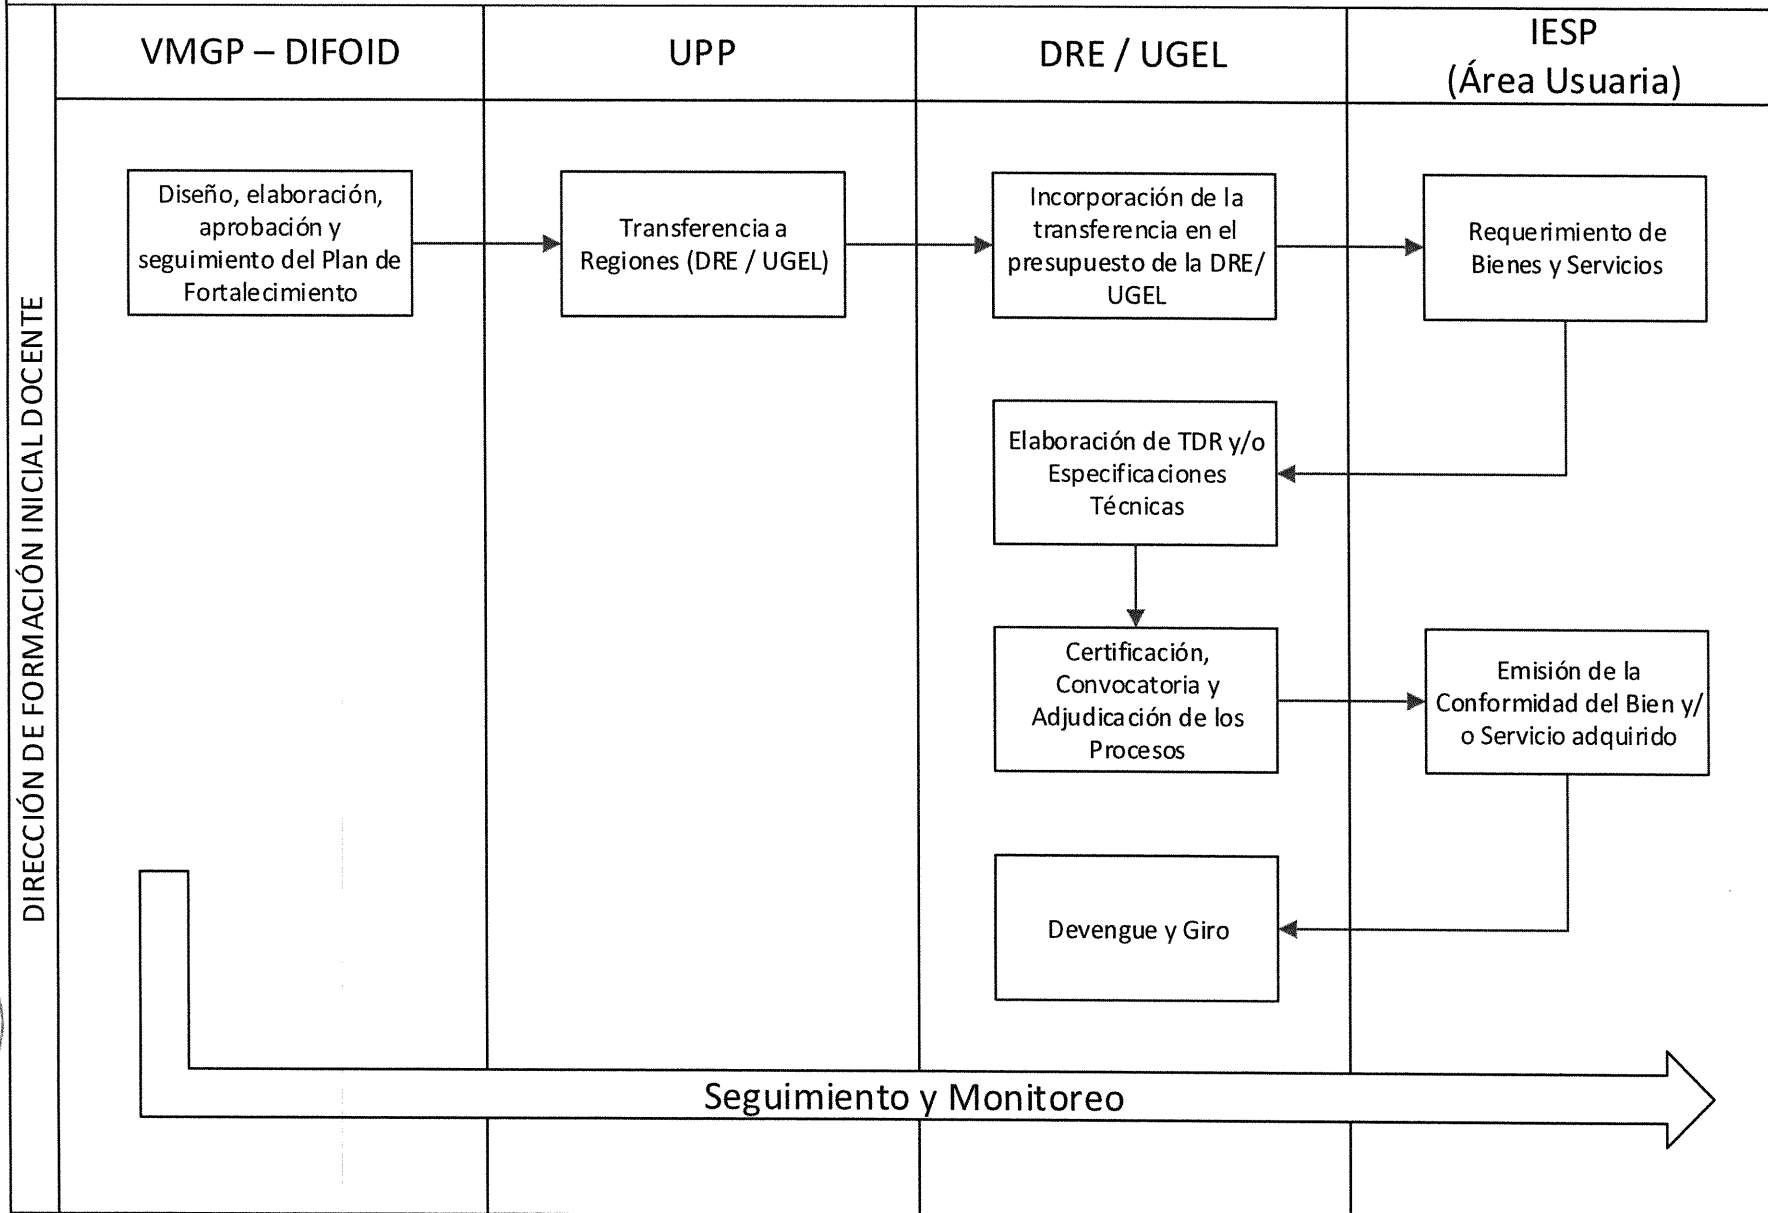 VMGP – DIFOID
UPP
DRE / UGEL
IESP
(Área Usuaria)
DIRECCIÓN DE FORMACIÓN INICIAL DOCENTE
Diseño, elaboración,
aprobación y
seguimiento del Plan de
Fortalecimiento
Transferencia a
Regiones (DRE / UGEL)
Incorporación de la
transferencia en el
presupuesto de la DRE/
UGEL
Requerimiento de
Bienes y Servicios
Elaboración de TDR y/o
Especificaciones
Técnicas
Certificación,
Convocatoria y
Adjudicación de los
Procesos
Emisión de la
Conformidad del Bien y/
o Servicio adquirido
Devengue y Giro
Seguimiento y Monitoreo